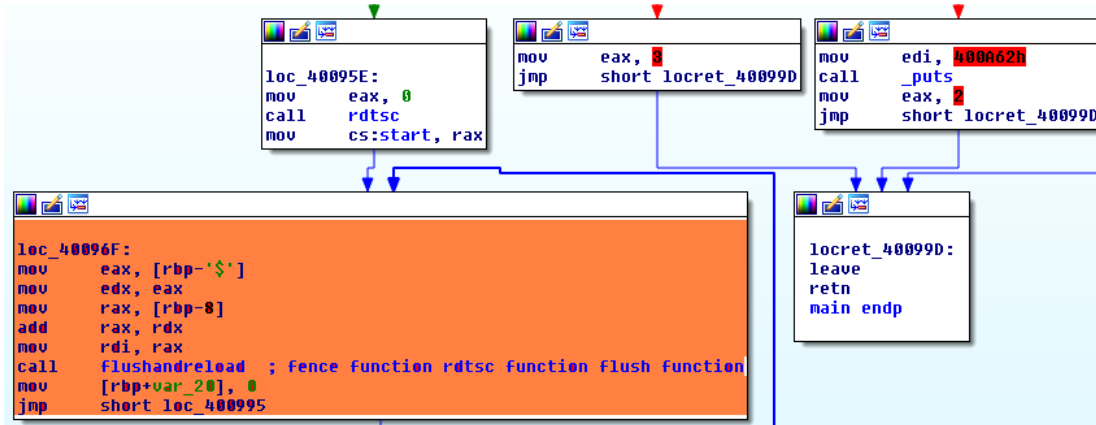 loc_40095E:
mov eax, 0
call rdtsc
mov cs:start, rax
mov eax, 3
jmp short locret_40099D
mov edi, 400A62h
call _puts
mov eax, 2
jmp short locret_40099D
loc_40096F:
mov eax, [rbp-'$']
mov edx, eax
mov rax, [rbp-8]
add rax, rdx
mov rdi, rax
call flushandreload ; fence function rdtsc function flush function
mov [rbp+var_20], 0
jmp short loc_400995
locret_40099D:
leave
retn
main endp